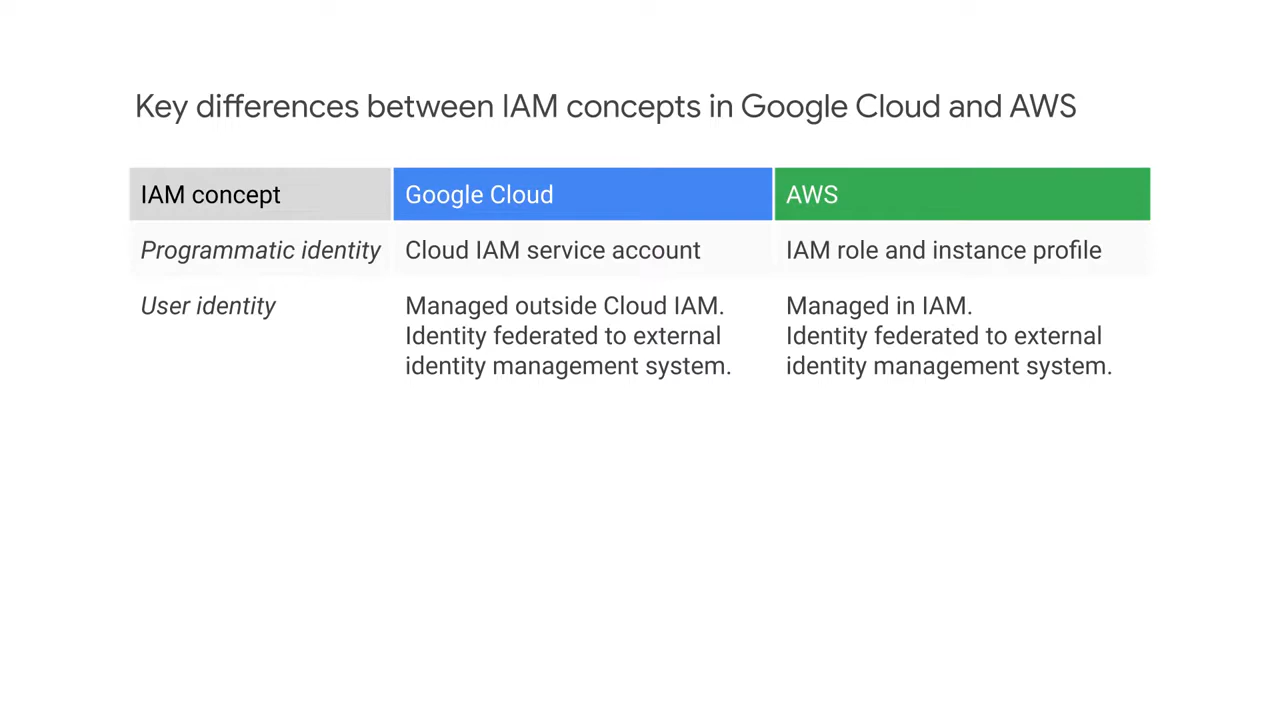 Key differences between IAM concepts in Google Cloud and AWS
IAM concept
Google Cloud
AWS
Programmatic identity
Cloud IAM service account
IAM role and instance profile
User identity
Managed outside Cloud IAM.
Identity federated to external
identity management system.
Managed in IAM.
Identity federated to external
identity management system.